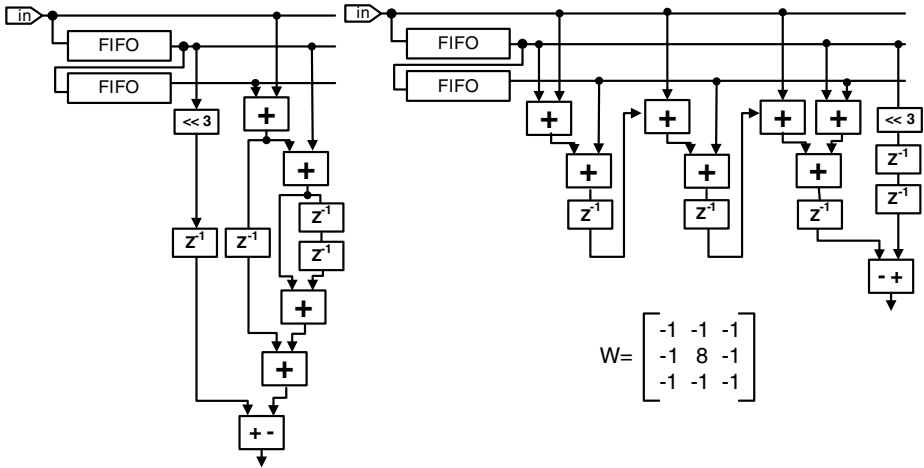 in
FIFO
FIFO
<< 3
+
+
Z⁻¹
Z⁻¹
Z⁻¹
Z⁻¹
+
+
+ -
in
FIFO
FIFO
+
+
+
+
<< 3
+
+
+
Z⁻¹
Z⁻¹
Z⁻¹
Z⁻¹
Z⁻¹
- +
-1 -1 -1
W= -1 8 -1
-1 -1 -1